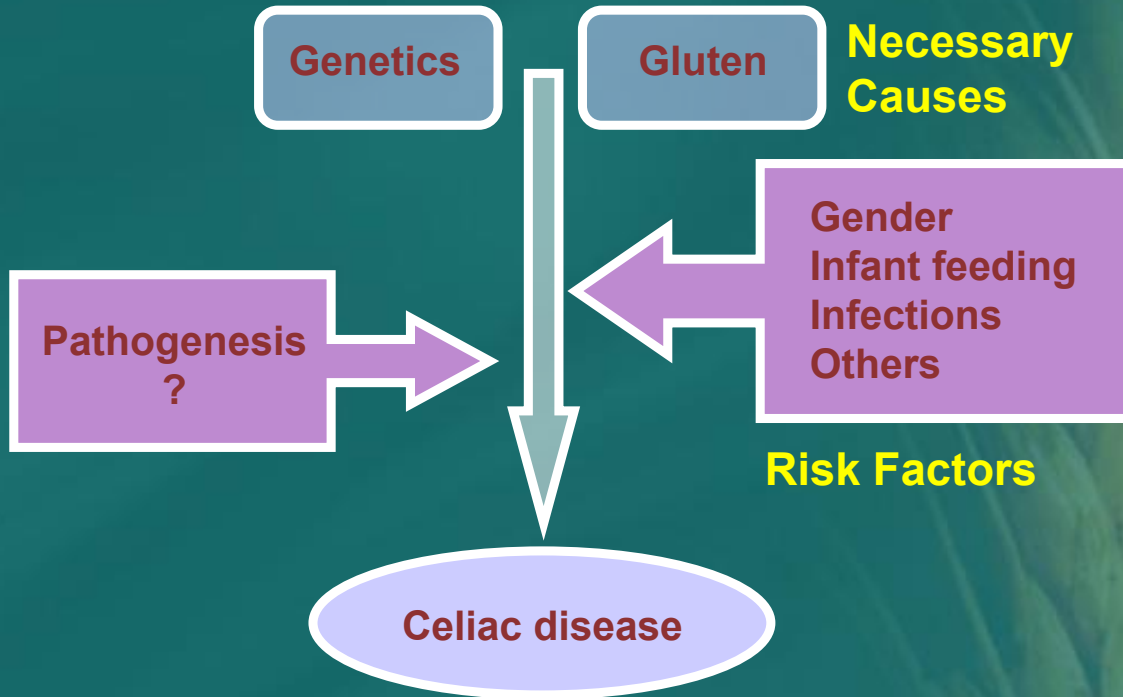 Genetics
Gluten
Necessary
Causes
Gender
Infant feeding
Infections
Others
Pathogenesis
?
Risk Factors
Celiac disease